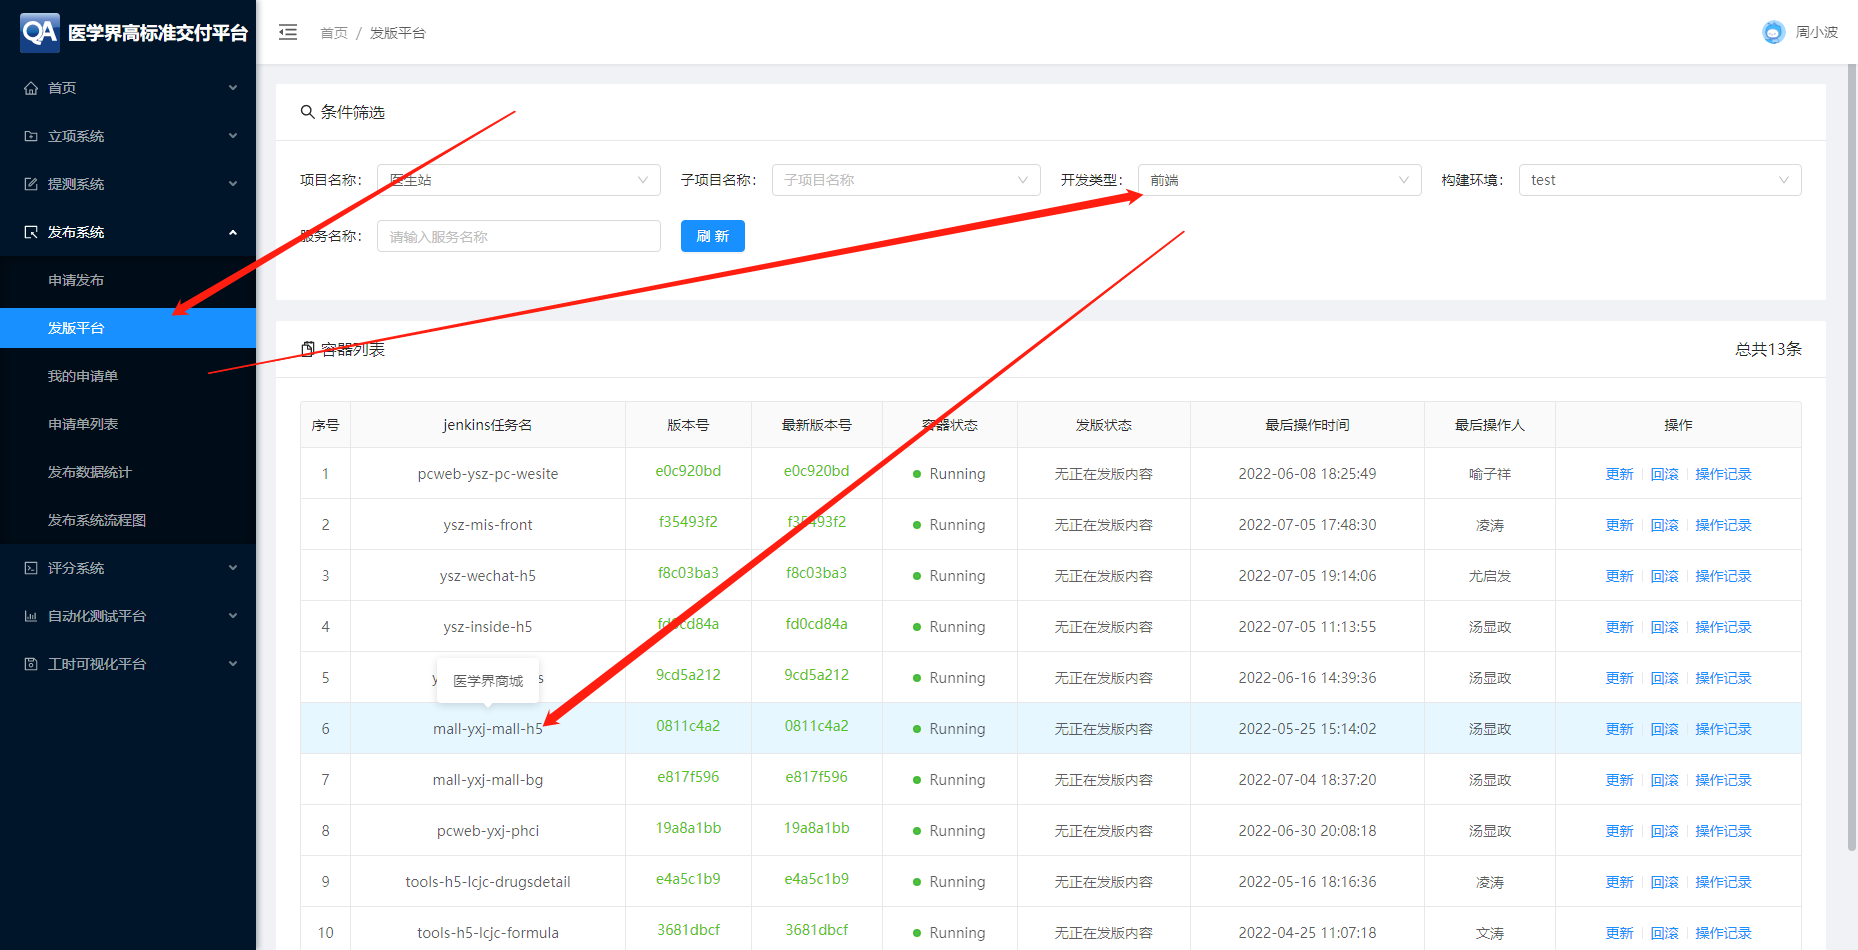 QA 医学界高标准交付平台
首页
立项系统
提测系统
发布系统
申请发布
发版平台
我的申请单
申请单列表
发布数据统计
发布系统流程图
评分系统
自动化测试平台
工时可视化平台
首页 / 发版平台
周小波
条件筛选
项目名称: 医生站 子项目名称: 子项目名称 开发类型: 前端 构建环境: test
服务名称: 请输入服务名称 刷 新
容器列表 总共13条
序号 jenkins任务名 版本号 最新版本号 容器状态 发版状态 最后操作时间 最后操作人 操作
1 pcweb-ysz-pc-wesite e0c920bd e0c920bd Running 无正在发版内容 2022-06-08 18:25:49 喻子祥 更新 回滚 操作记录
2 ysz-mis-front f35493f2 f35493f2 Running 无正在发版内容 2022-07-05 17:48:30 凌涛 更新 回滚 操作记录
3 ysz-wechat-h5 f8c03ba3 f8c03ba3 Running 无正在发版内容 2022-07-05 19:14:06 尤启发 更新 回滚 操作记录
4 ysz-inside-h5 fd0cd84a fd0cd84a Running 无正在发版内容 2022-07-05 11:13:55 汤显政 更新 回滚 操作记录
5 9cd5a212 9cd5a212 Running 无正在发版内容 2022-06-16 14:39:36 汤显政 更新 回滚 操作记录
医学界商城
6 mall-yxj-mall-h5 0811c4a2 0811c4a2 Running 无正在发版内容 2022-05-25 15:14:02 汤显政 更新 回滚 操作记录
7 mall-yxj-mall-bg e817f596 e817f596 Running 无正在发版内容 2022-07-04 18:37:20 汤显政 更新 回滚 操作记录
8 pcweb-yxj-phci 19a8a1bb 19a8a1bb Running 无正在发版内容 2022-06-30 20:08:18 汤显政 更新 回滚 操作记录
9 tools-h5-lcjc-drugsdetail e4a5c1b9 e4a5c1b9 Running 无正在发版内容 2022-05-16 18:16:36 凌涛 更新 回滚 操作记录
10 tools-h5-lcjc-formula 3681dbcf 3681dbcf Running 无正在发版内容 2022-04-25 11:07:18 文涛 更新 回滚 操作记录